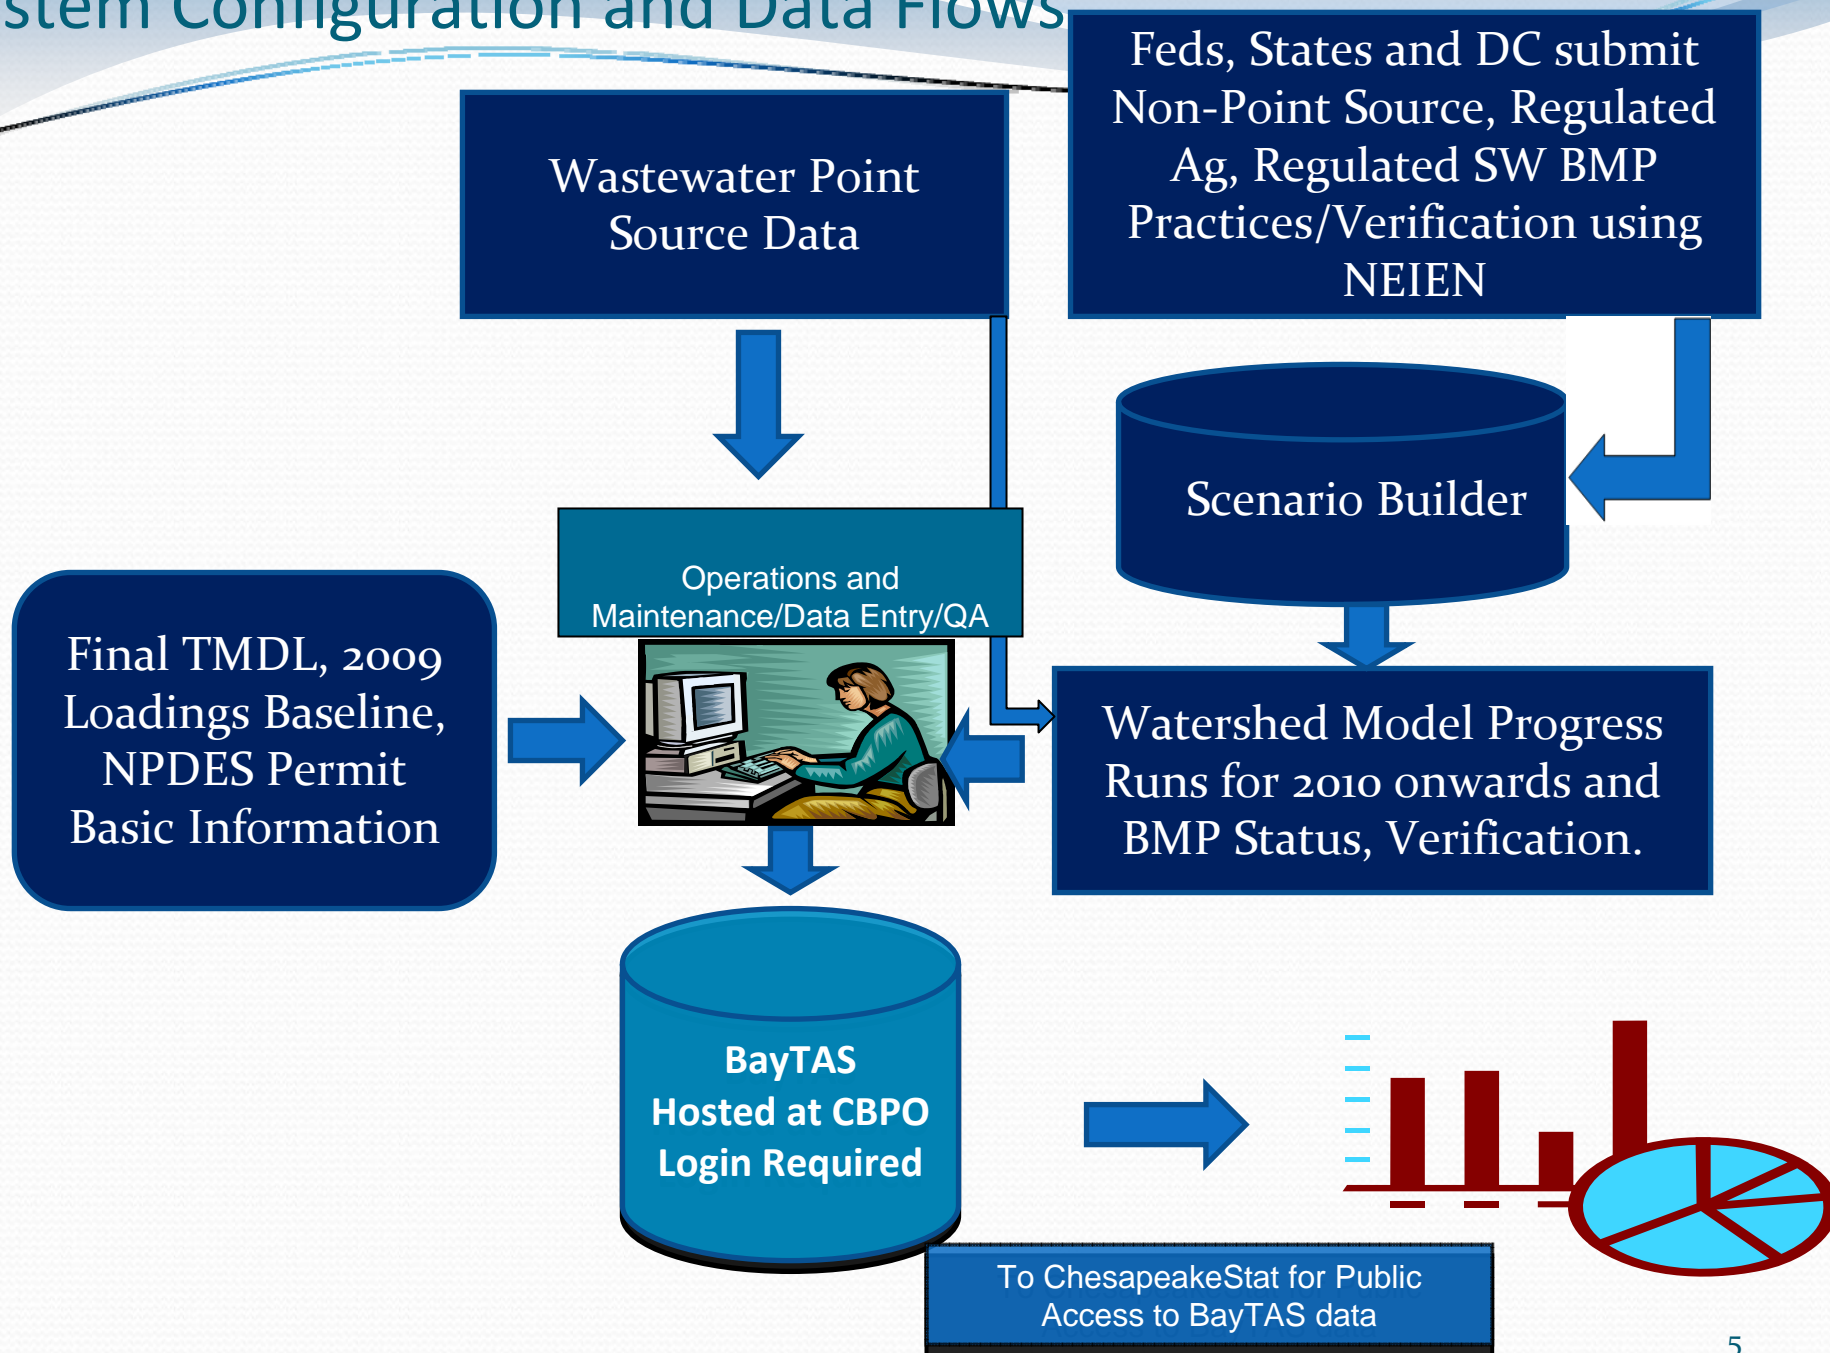 stem Configuration and Data Flows
Feds, States and DC submit
Non-Point Source, Regulated
Ag, Regulated SW BMP
Practices/Verification using
NEIEN
Wastewater Point
Source Data
Scenario Builder
Operations and
Maintenance/Data Entry/QA
Final TMDL, 2009
Loadings Baseline,
NPDES Permit
Basic Information
Watershed Model Progress
Runs for 2010 onwards and
BMP Status, Verification.
BayTAS
Hosted at CBPO
Login Required
To ChesapeakeStat for Public
Access to BayTAS data
5